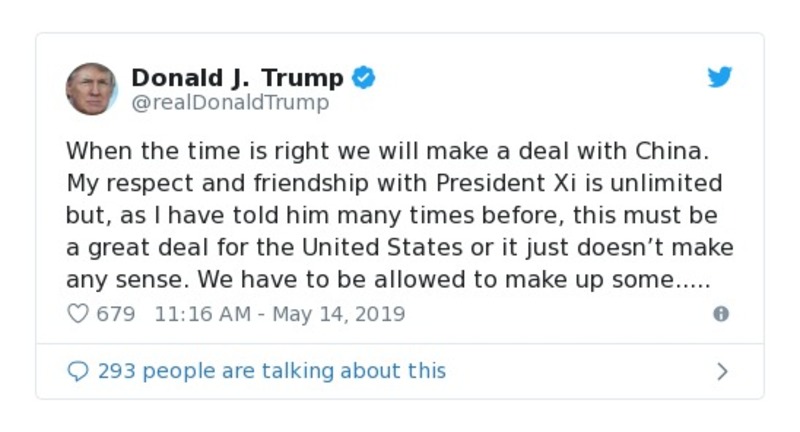 Donald J. Trump
@realDonaldTrump
When the time is right we will make a deal with China.
My respect and friendship with President Xi is unlimited
but, as I have told him many times before, this must be
a great deal for the United States or it just doesn’t make
any sense. We have to be allowed to make up some.....
679 11:16 AM - May 14, 2019
293 people are talking about this